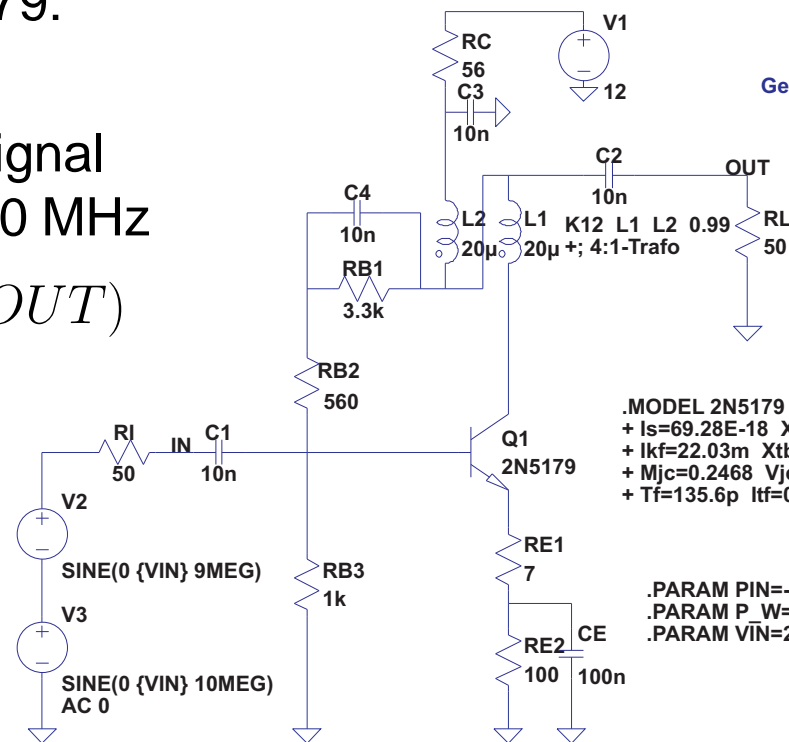 79.
ignal
0 MHz
OUT)
V1
12
RC
56
C3
10n
Ge
C4
10n
RB1
3.3k
L2
20µ
L1
20µ
C2
10n
OUT
K12 L1 L2 0.99
+; 4:1-Trafo
RL
50
RB2
560
RI
50
IN
C1
10n
Q1
2N5179
.MODEL 2N5179
+ Is=69.28E-18 X
+ Ikf=22.03m Xtb
+ Mjc=0.2468 Vjc
+ Tf=135.6p Itf=0
V2
SINE(0 {VIN} 9MEG)
V3
SINE(0 {VIN} 10MEG)
AC 0
RB3
1k
RE1
7
RE2
100
CE
100n
.PARAM PIN=-
.PARAM P_W=
.PARAM VIN=2